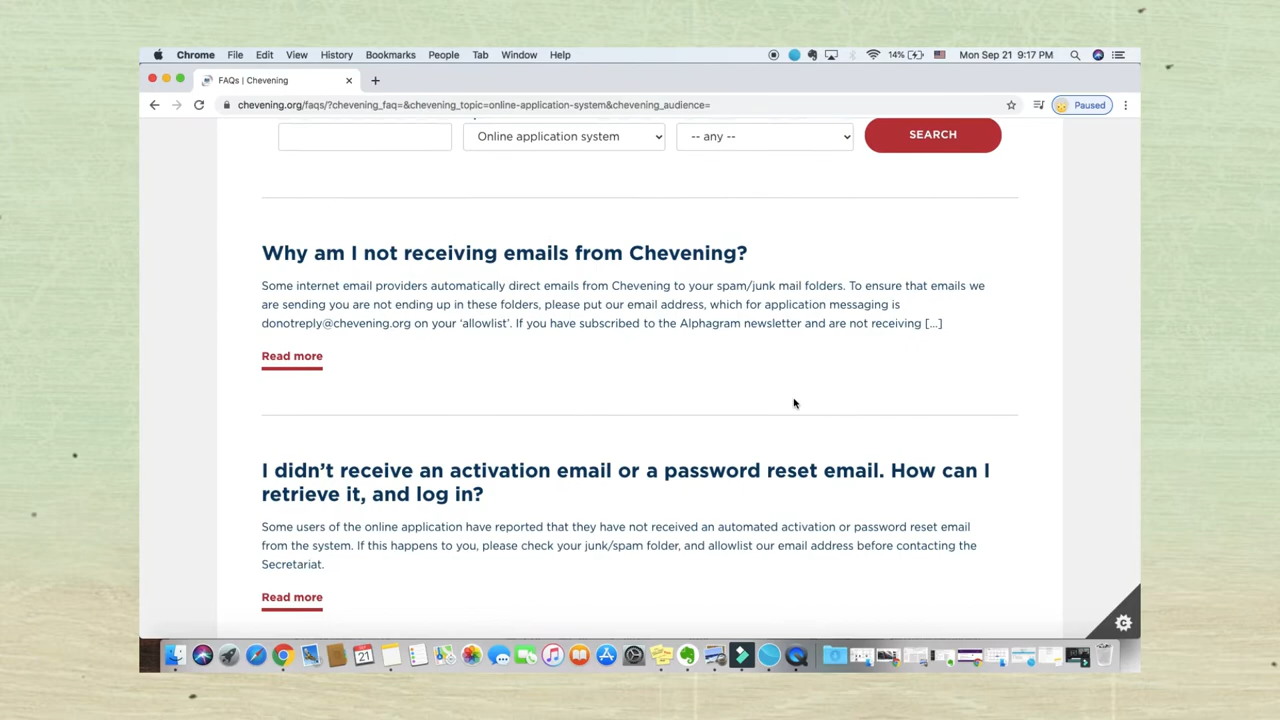 Chrome File Edit View History Bookmarks People Tab Window Help 14% Mon Sep 21 9:17 PM
FAQs | Chevening
chevening.org/faqs/?chevening_faq=&chevening_topic=online-application-system&chevening_audience= Paused
Online application system -- any -- SEARCH
Why am I not receiving emails from Chevening?
Some internet email providers automatically direct emails from Chevening to your spam/junk mail folders. To ensure that emails we
are sending you are not ending up in these folders, please put our email address, which for application messaging is
donotreply@chevening.org on your ‘allowlist’. If you have subscribed to the Alphagram newsletter and are not receiving [...]
Read more
I didn’t receive an activation email or a password reset email. How can I
retrieve it, and log in?
Some users of the online application have reported that they have not received an automated activation or password reset email
from the system. If this happens to you, please check your junk/spam folder, and allowlist our email address before contacting the
Secretariat.
Read more
21